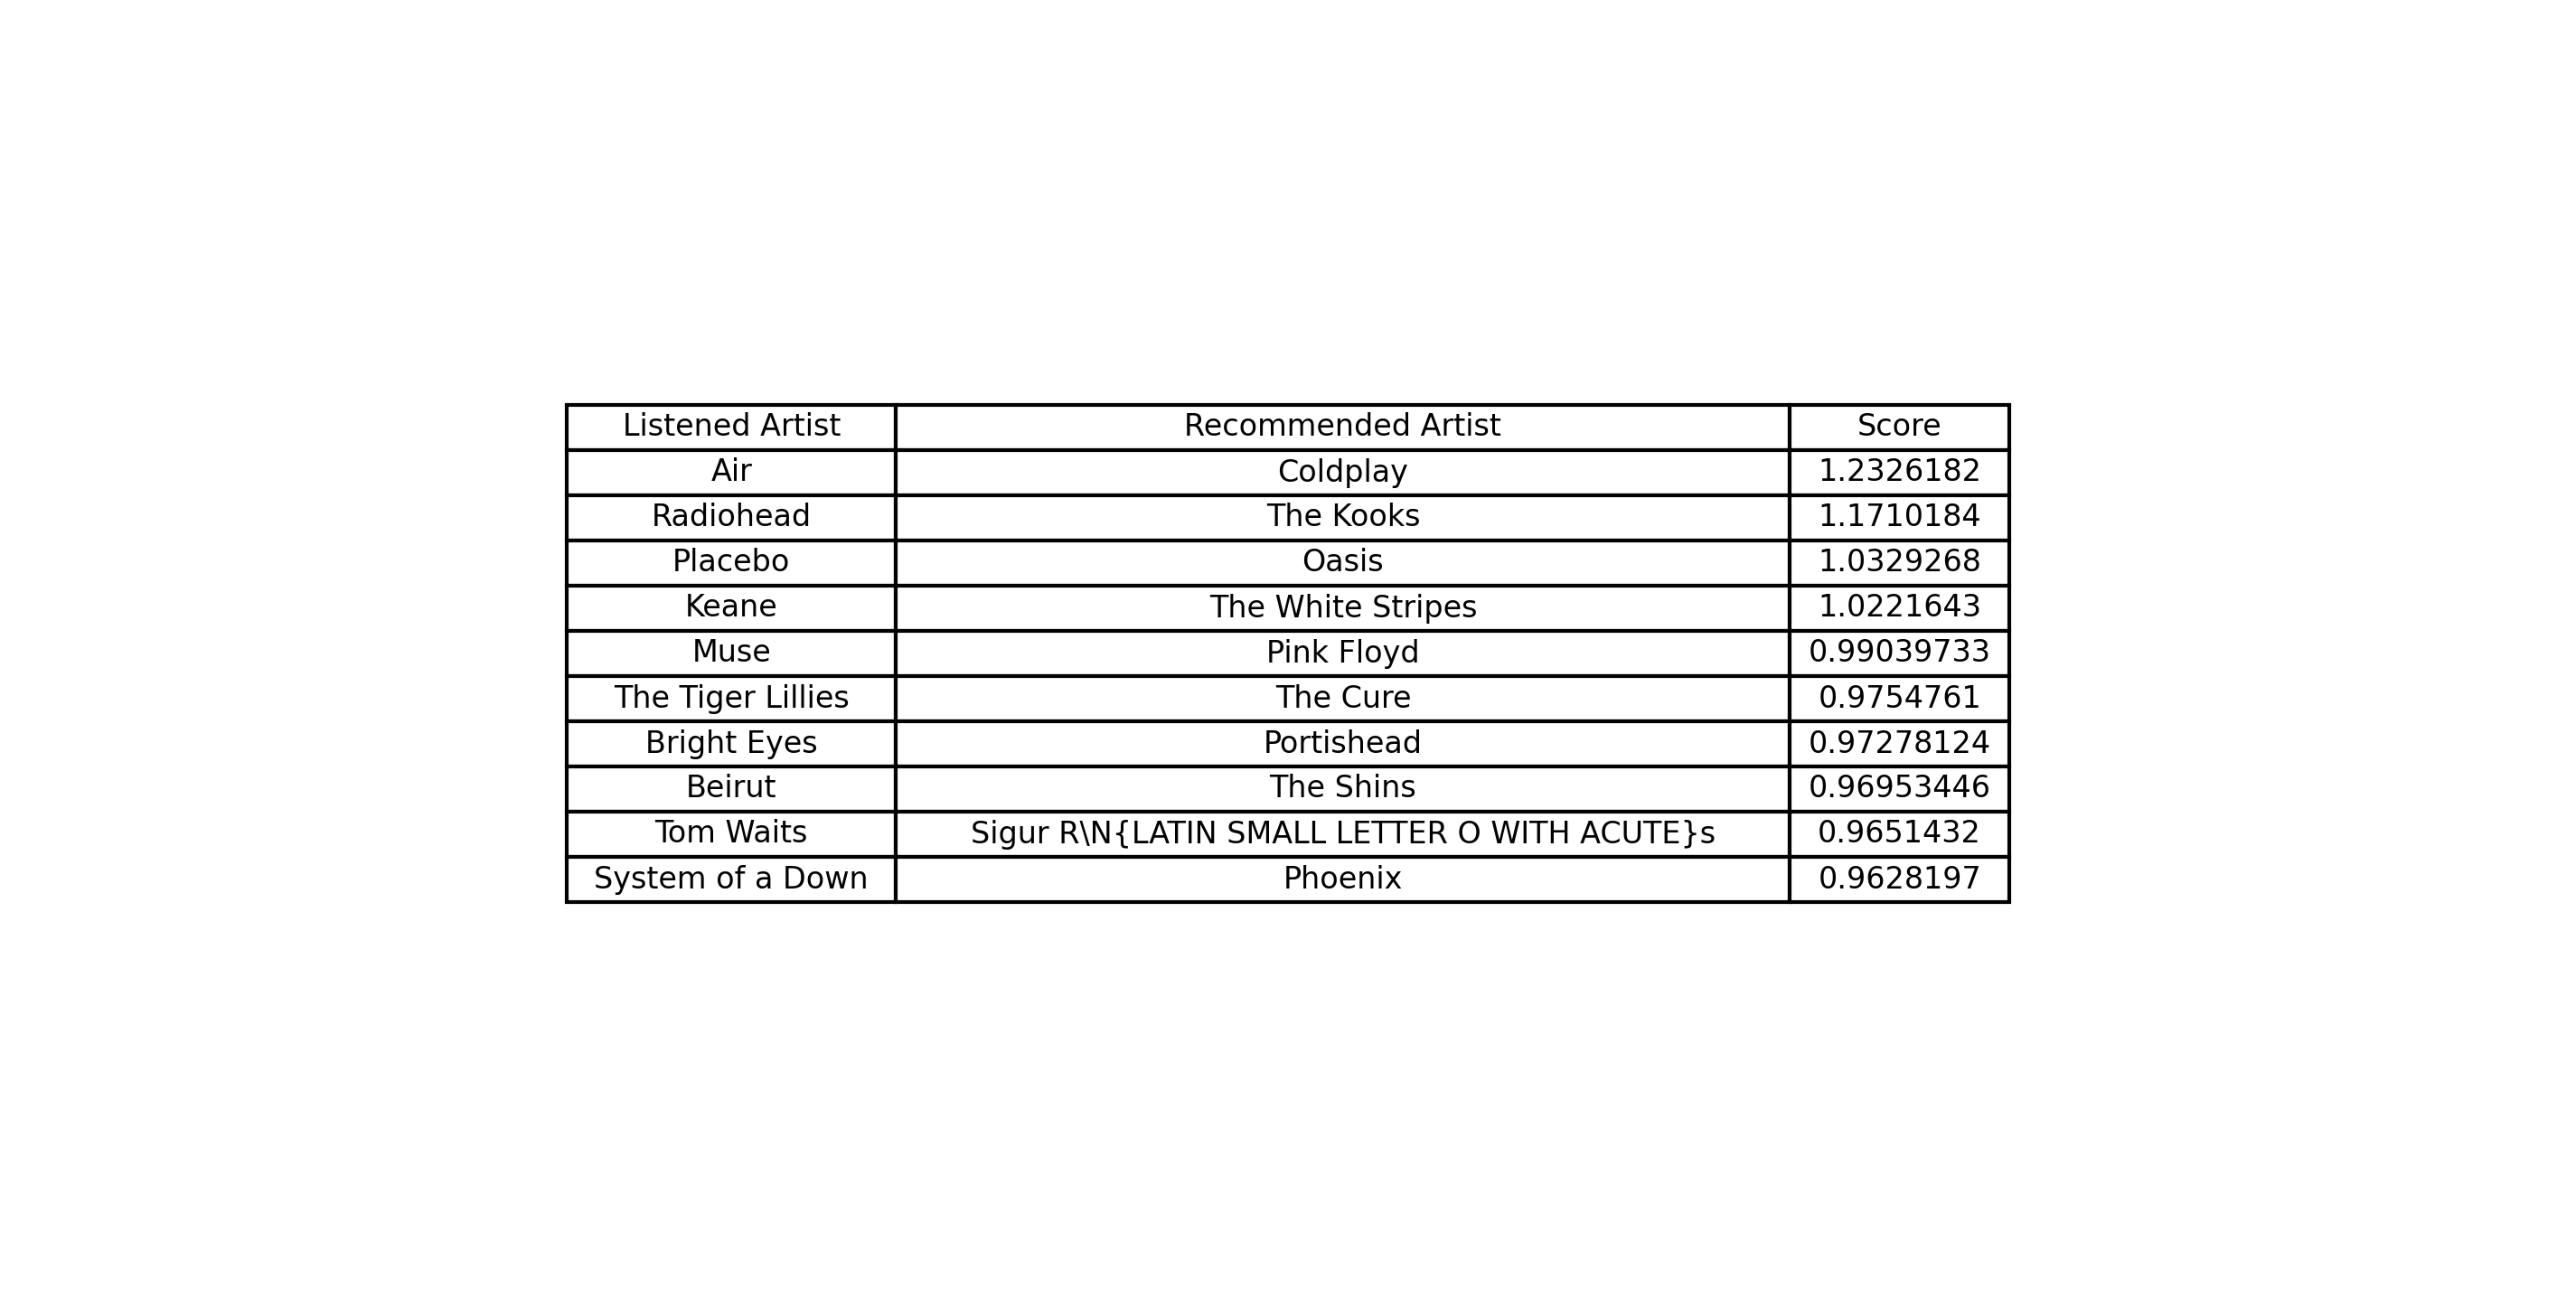 Listened Artist Recommended Artist Score
Air Coldplay 1.2326182
Radiohead The Kooks 1.1710184
Placebo Oasis 1.0329268
Keane The White Stripes 1.0221643
Muse Pink Floyd 0.99039733
The Tiger Lillies The Cure 0.9754761
Bright Eyes Portishead 0.97278124
Beirut The Shins 0.96953446
Tom Waits Sigur R\N{LATIN SMALL LETTER O WITH ACUTE}s 0.9651432
System of a Down Phoenix 0.9628197